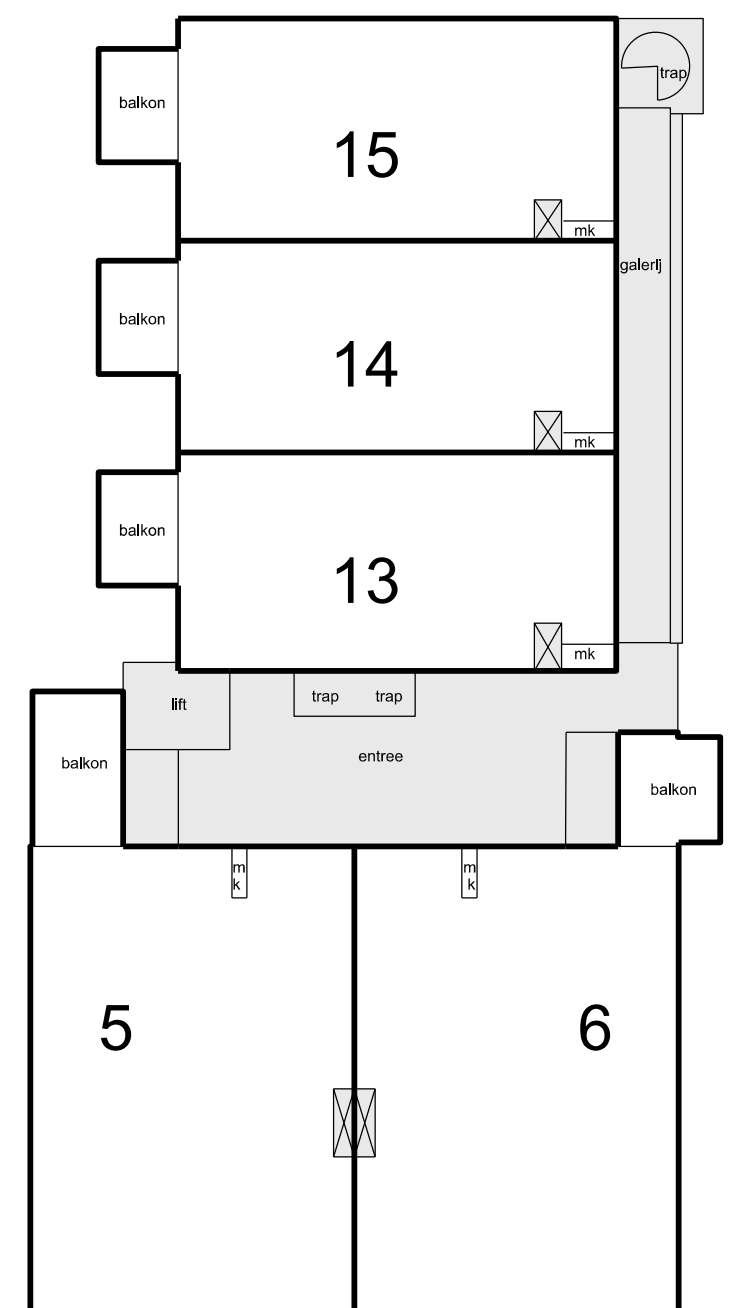 trap
balkon
15
mk
galerij
balkon
14
mk
balkon
13
mk
lift
trap
trap
entree
balkon
balkon
m
k
m
k
5
6